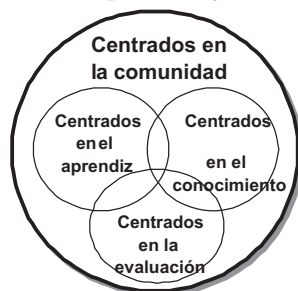 Centrados en
la comunidad
Centrados
en el
aprendiz
Centrados
en el
conocimiento
Centrados
en la
evaluación